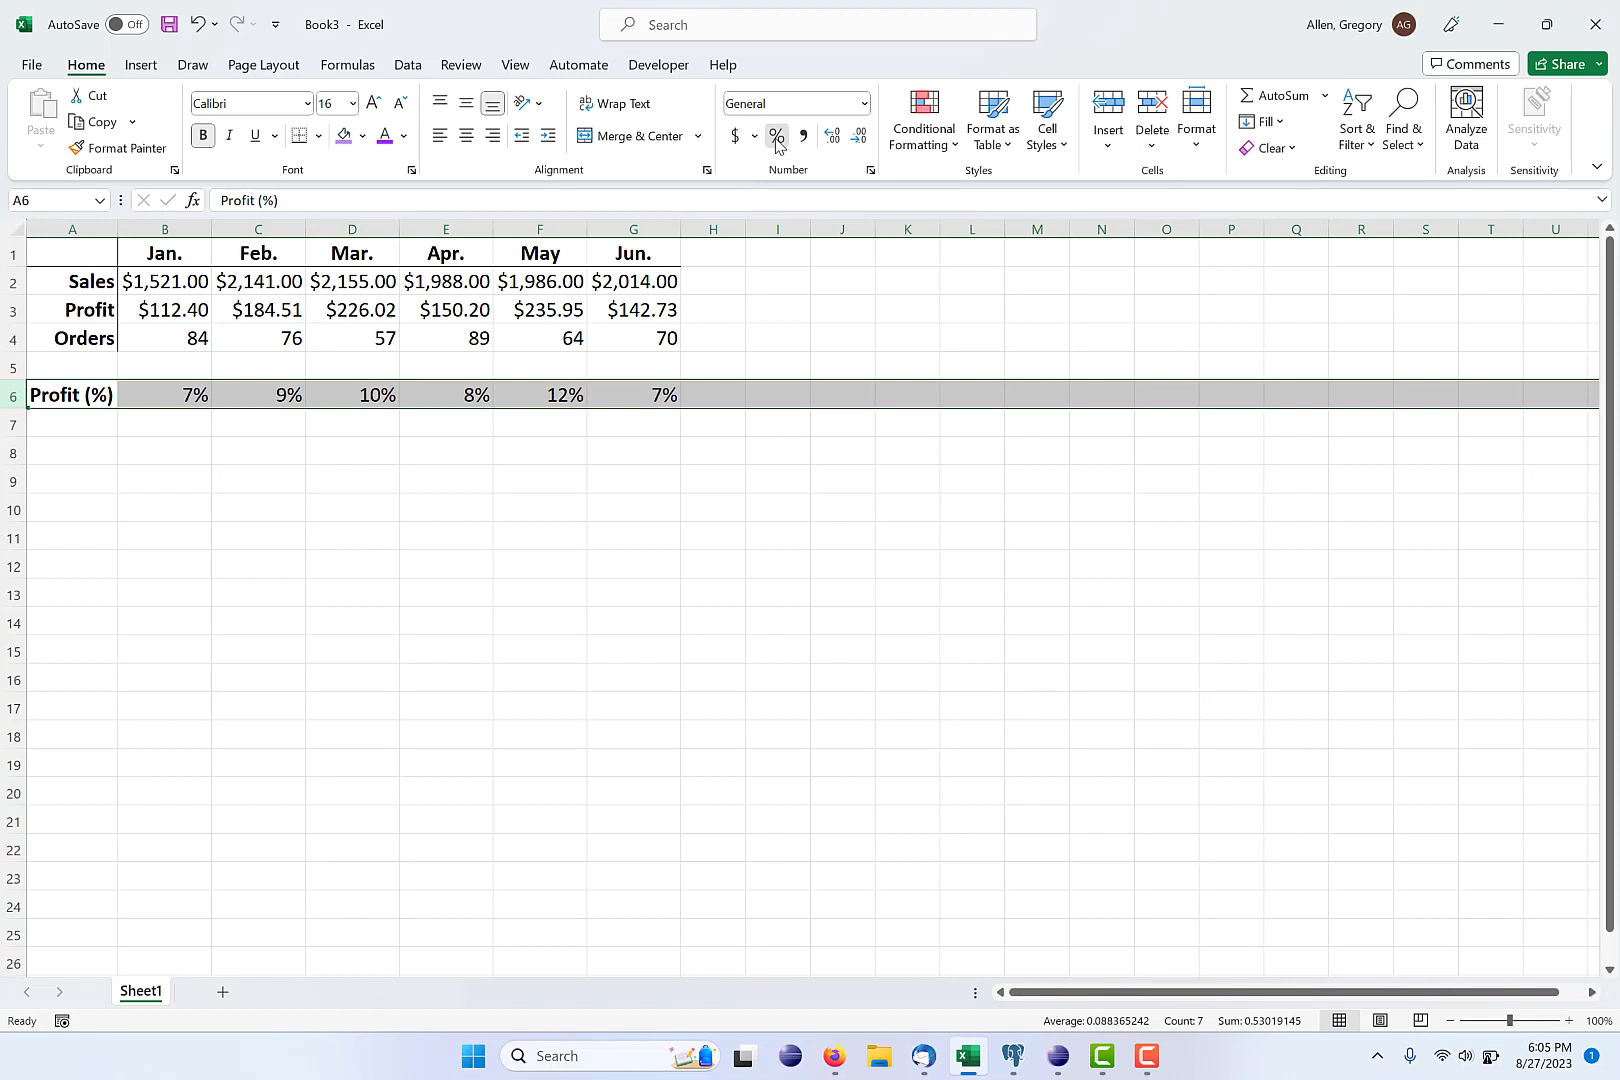 AutoSave Off Book3 - Excel Search Allen, Gregory AG
File Home Insert Draw Page Layout Formulas Data Review View Automate Developer Help Comments Share
Paste Cut Copy Format Painter Clipboard
Calibri 16 A A B I U A Font
ab Wrap Text Merge & Center Alignment
General $ % , Number
Conditional Formatting Format as Table Cell Styles Styles
Insert Delete Format Cells
AutoSum Fill Clear Sort & Filter Find & Select Editing
Analyze Data Analysis
Sensitivity Sensitivity
A6 fx Profit (%)
A B C D E F G H I J K L M N O P Q R S T U
1 Jan. Feb. Mar. Apr. May Jun.
2 Sales $1,521.00 $2,141.00 $2,155.00 $1,988.00 $1,986.00 $2,014.00
3 Profit $112.40 $184.51 $226.02 $150.20 $235.95 $142.73
4 Orders 84 76 57 89 64 70
5
6 Profit (%) 7% 9% 10% 8% 12% 7%
7
8
9
10
11
12
13
14
15
16
17
18
19
20
21
22
23
24
25
26
Sheet1
Ready Average: 0.088365242 Count: 7 Sum: 0.53019145 100%
Search 6:05 PM
8/27/2023 1